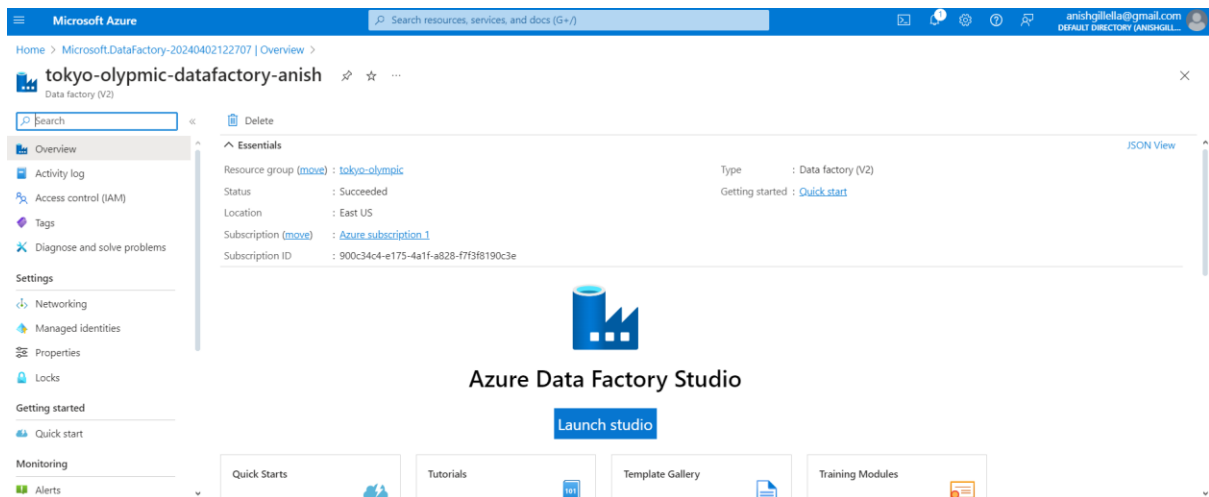 Microsoft Azure
Search resources, services, and docs (G+/)
1
anishgillella@gmail.com
DEFAULT DIRECTORY (ANISHGILL...
Home > Microsoft.DataFactory-20240402122707 | Overview >
tokyo-olypmic-datafactory-anish
Data factory (V2)
Search
Delete
Overview
Activity log
Access control (IAM)
Tags
Diagnose and solve problems
Settings
Networking
Managed identities
Properties
Locks
Getting started
Quick start
Monitoring
Alerts
Essentials
JSON View
Resource group (move) : tokyo-olympic
Status : Succeeded
Location : East US
Subscription (move) : Azure subscription 1
Subscription ID : 900c34c4-e175-4a1f-a828-f7f3f8190c3e
Type : Data factory (V2)
Getting started : Quick start
Azure Data Factory Studio
Launch studio
Quick Starts
Tutorials
101
Template Gallery
Training Modules